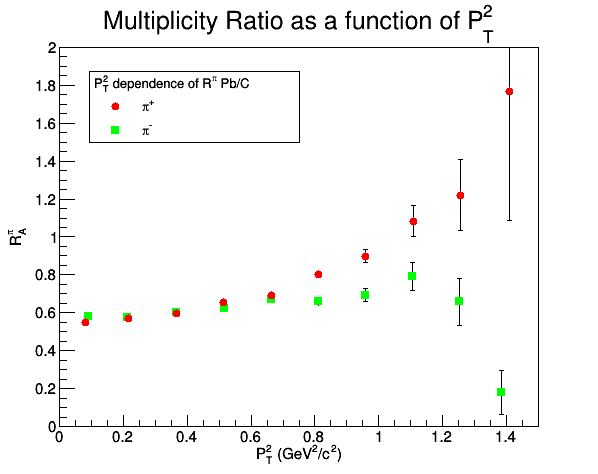 Multiplicity Ratio as a function of P_T^2
P_T^2 dependence of R^π Pb/C
π^+
π^-
R_A^π
2
1.8
1.6
1.4
1.2
1
0.8
0.6
0.4
0.2
0
0 0.2 0.4 0.6 0.8 1 1.2 1.4
P_T^2 (GeV^2/c^2)